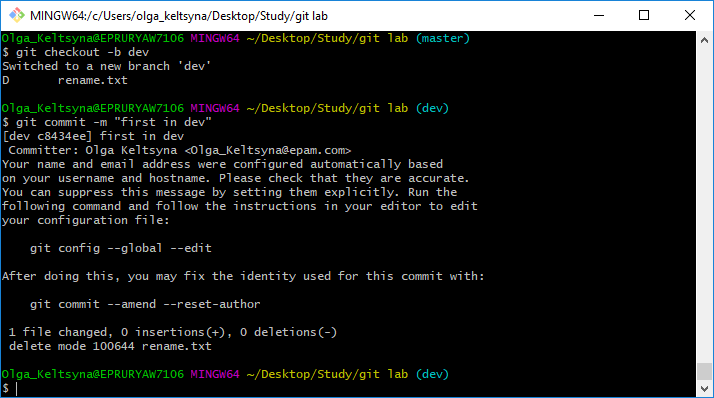 MINGW64:/c/Users/olga_keltsyna/Desktop/Study/git lab
Olga_Keltsyna@EPRURYAW7106 MINGW64 ~/Desktop/Study/git lab (master)
$ git checkout -b dev
Switched to a new branch 'dev'
D       rename.txt
Olga_Keltsyna@EPRURYAW7106 MINGW64 ~/Desktop/Study/git lab (dev)
$ git commit -m "first in dev"
[dev c8434ee] first in dev
 Committer: Olga Keltsyna <Olga_Keltsyna@epam.com>
Your name and email address were configured automatically based
on your username and hostname. Please check that they are accurate.
You can suppress this message by setting them explicitly. Run the
following command and follow the instructions in your editor to edit
your configuration file:
    git config --global --edit
After doing this, you may fix the identity used for this commit with:
    git commit --amend --reset-author
 1 file changed, 0 insertions(+), 0 deletions(-)
 delete mode 100644 rename.txt
Olga_Keltsyna@EPRURYAW7106 MINGW64 ~/Desktop/Study/git lab (dev)
$